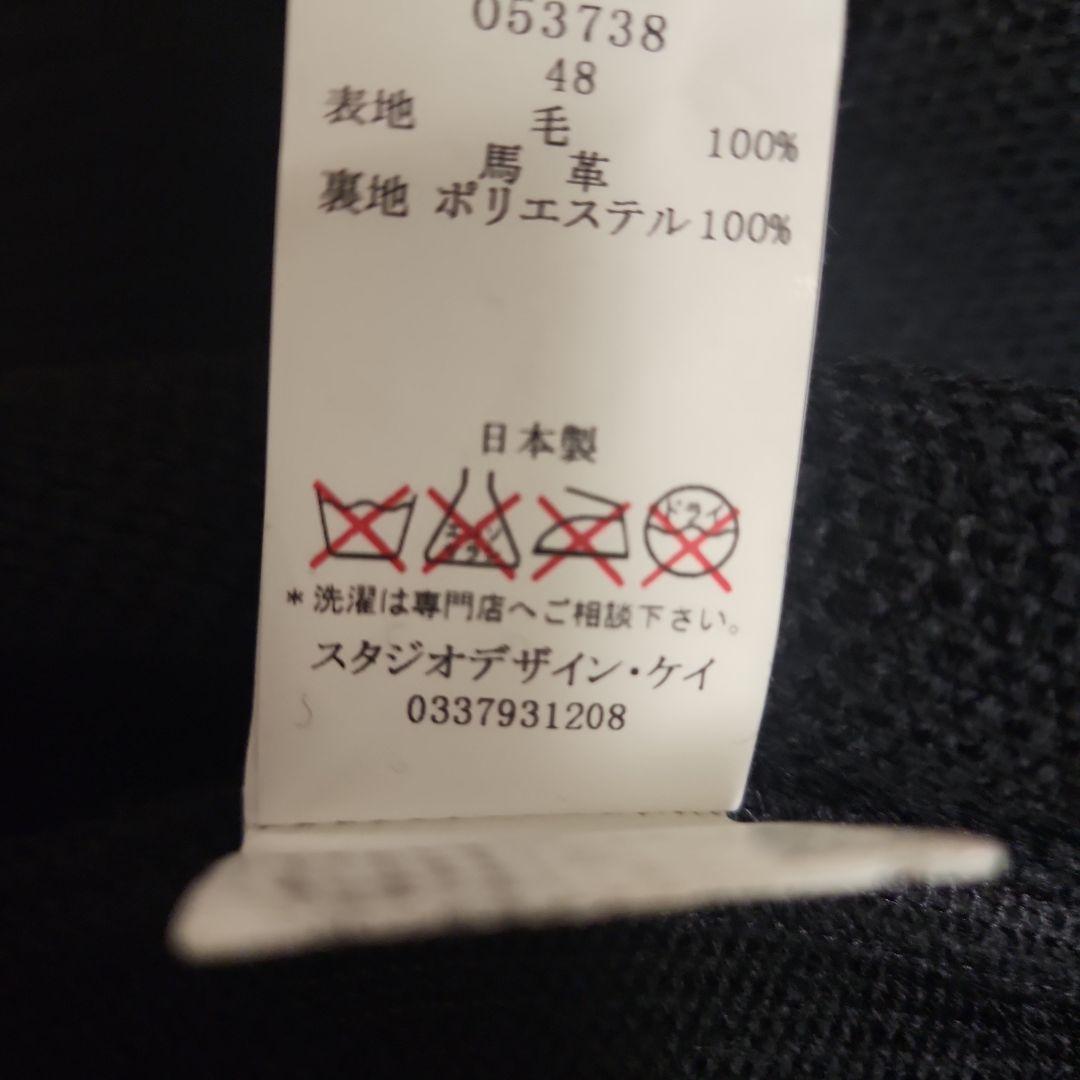 053738
48
表地 毛 100%
馬 革
裏地 ポリエステル 100%
日本製
ドライ
*洗濯は専門店へご相談下さい。
スタジオデザイン・ケイ
0337931208